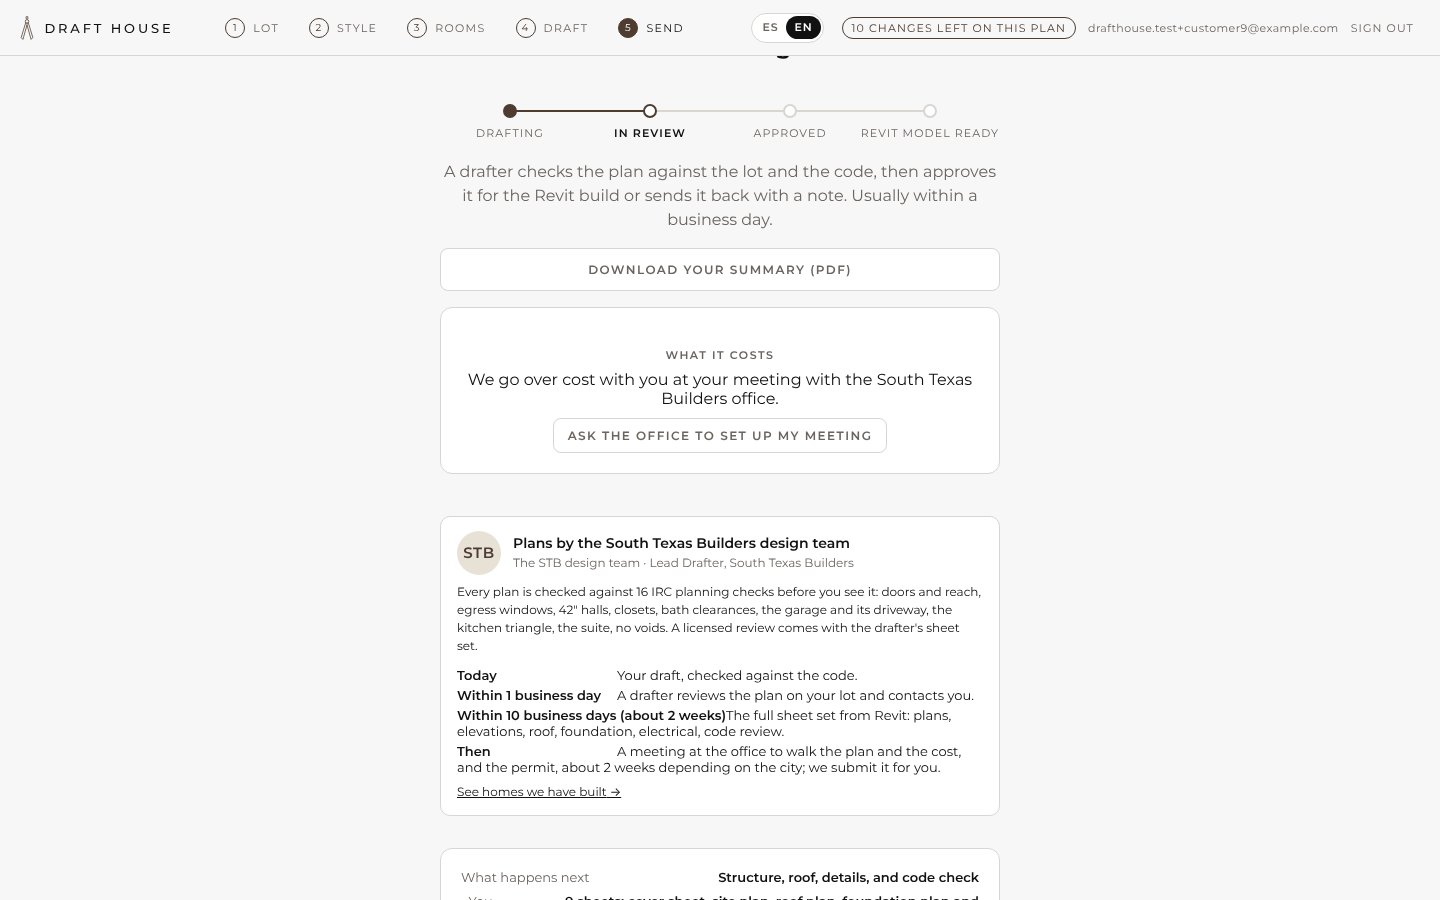 DRAFT HOUSE
1 LOT
2 STYLE
3 ROOMS
4 DRAFT
5 SEND
ES EN
10 CHANGES LEFT ON THIS PLAN
drafthouse.test+customer9@example.com
SIGN OUT
DRAFTING
IN REVIEW
APPROVED
REVIT MODEL READY
A drafter checks the plan against the lot and the code, then approves
it for the Revit build or sends it back with a note. Usually within a
business day.
DOWNLOAD YOUR SUMMARY (PDF)
WHAT IT COSTS
We go over cost with you at your meeting with the South Texas
Builders office.
ASK THE OFFICE TO SET UP MY MEETING
STB
Plans by the South Texas Builders design team
The STB design team · Lead Drafter, South Texas Builders
Every plan is checked against 16 IRC planning checks before you see it: doors and reach,
egress windows, 42" halls, closets, bath clearances, the garage and its driveway, the
kitchen triangle, the suite, no voids. A licensed review comes with the drafter's sheet
set.
Today Your draft, checked against the code.
Within 1 business day A drafter reviews the plan on your lot and contacts you.
Within 10 business days (about 2 weeks)The full sheet set from Revit: plans,
elevations, roof, foundation, electrical, code review.
Then A meeting at the office to walk the plan and the cost,
and the permit, about 2 weeks depending on the city; we submit it for you.
See homes we have built →
What happens next Structure, roof, details, and code check